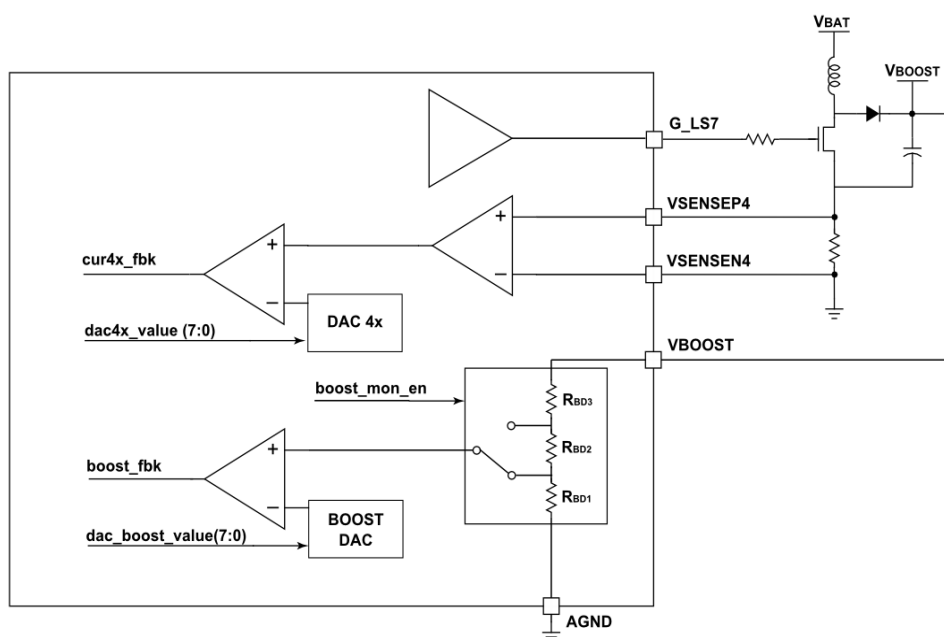 VBAT
VBOOST
G_LS7
VSENSEP4
+
cur4x_fbk
+
−
VSENSEN4
−
DAC 4x
dac4x_value (7:0)
VBOOST
boost_mon_en
RBD3
+
RBD2
boost_fbk
−
RBD1
BOOST
DAC
dac_boost_value(7:0)
AGND